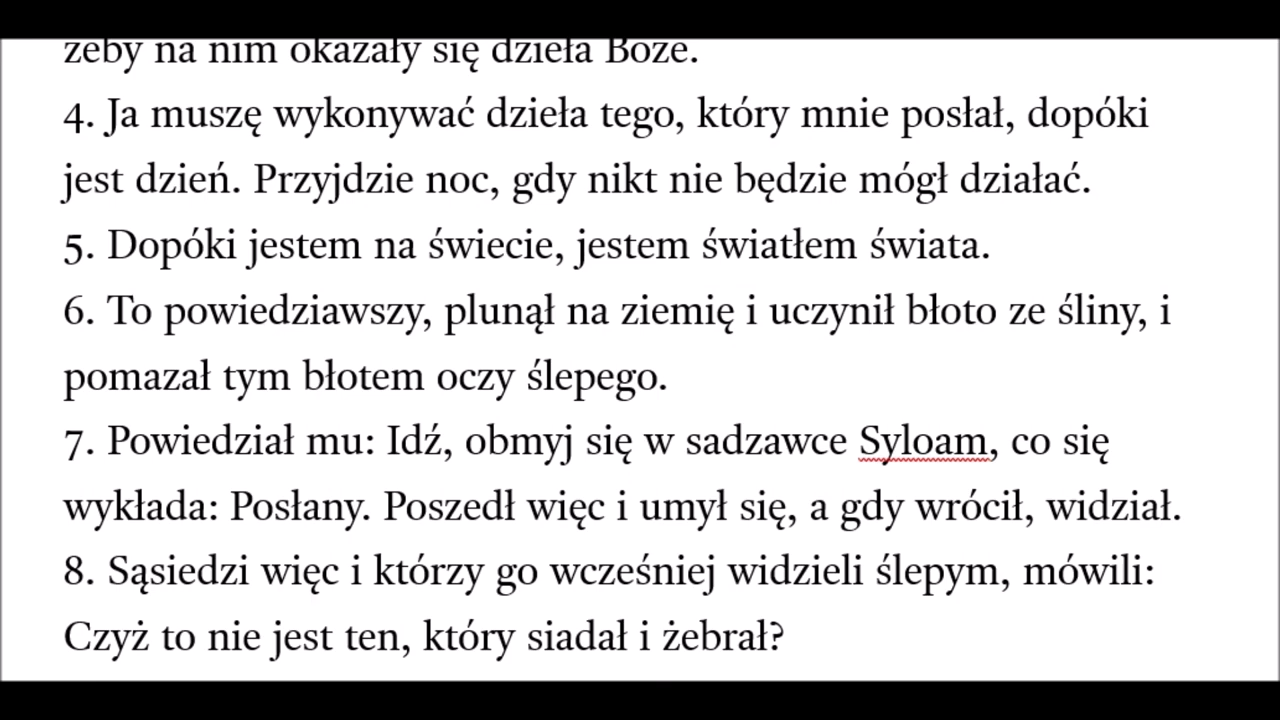 żeby na nim okazały się dzieła Boże.
4. Ja muszę wykonywać dzieła tego, który mnie posłał, dopóki
jest dzień. Przyjdzie noc, gdy nikt nie będzie mógł działać.
5. Dopóki jestem na świecie, jestem światłem świata.
6. To powiedziawszy, plunął na ziemię i uczynił błoto ze śliny, i
pomazał tym błotem oczy ślepego.
7. Powiedział mu: Idź, obmyj się w sadzawce Syloam, co się
wykłada: Posłany. Poszedł więc i umył się, a gdy wrócił, widział.
8. Sąsiedzi więc i którzy go wcześniej widzieli ślepym, mówili:
Czyż to nie jest ten, który siadał i żebrał?